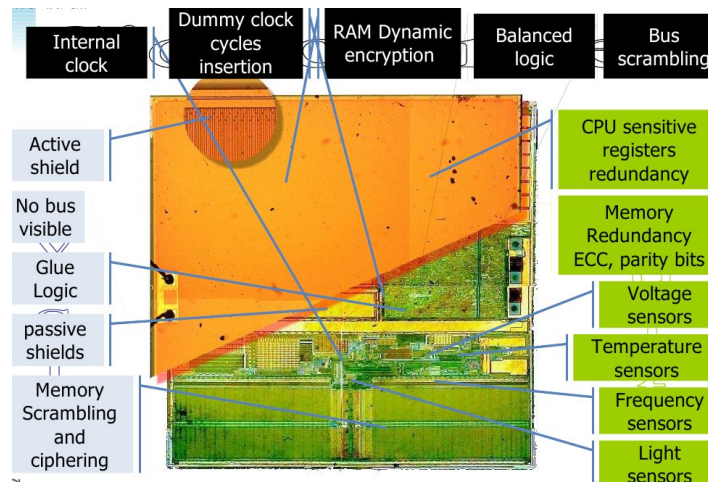 Internal
clock
Dummy clock
cycles
insertion
RAM Dynamic
encryption
Balanced
logic
Bus
scrambling
Active
shield
No bus
visible
Glue
Logic
passive
shields
Memory
Scrambling
and
ciphering
CPU sensitive
registers
redundancy
Memory
Redundancy
ECC, parity bits
Voltage
sensors
Temperature
sensors
Frequency
sensors
Light
sensors